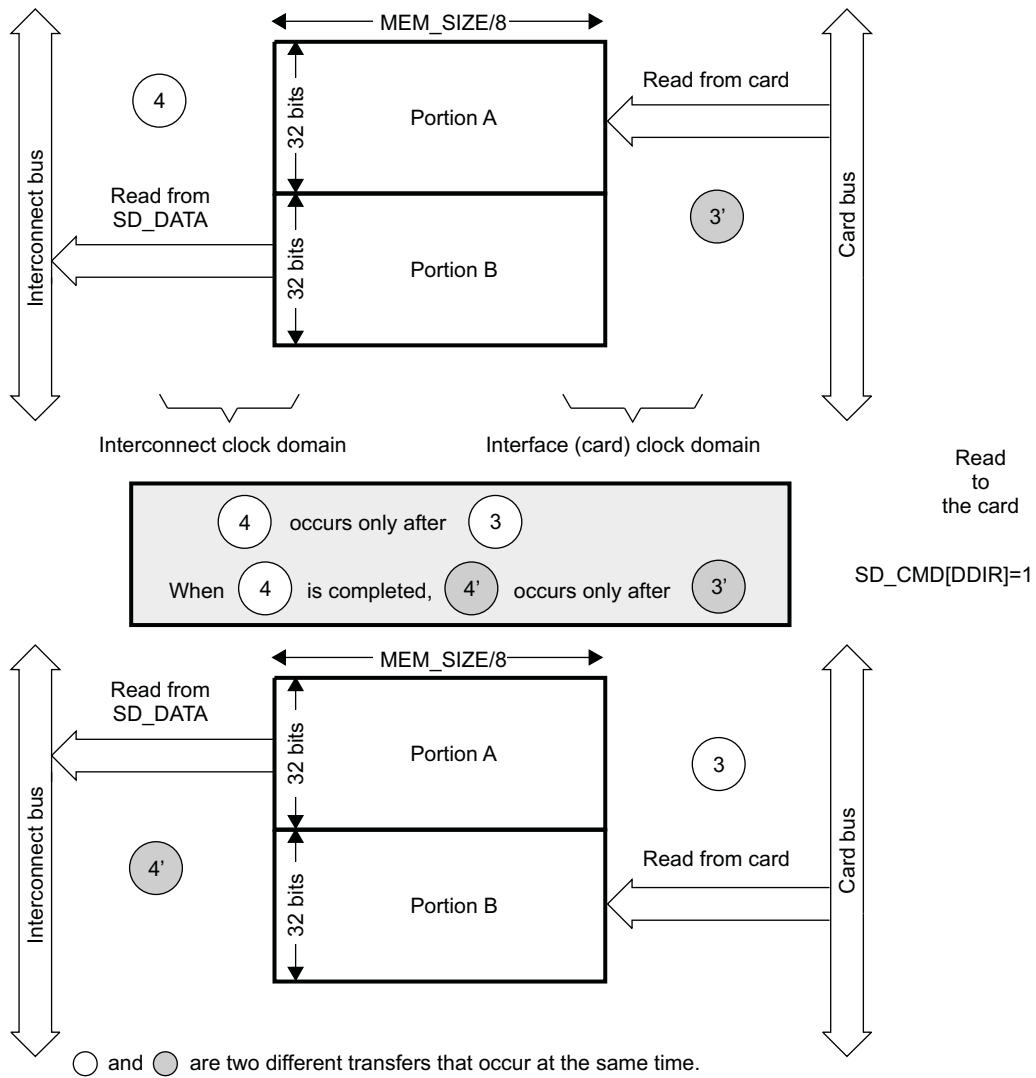 MEM_SIZE/8
Interconnect bus
4
Read from
SD_DATA
32 bits
Portion A
Read from card
32 bits
Portion B
3’
Card bus
Interconnect clock domain
Interface (card) clock domain
Read
to
the card
4 occurs only after 3
When 4 is completed, 4’ occurs only after 3’
SD_CMD[DDIR]=1
MEM_SIZE/8
Interconnect bus
Read from
SD_DATA
4’
32 bits
Portion A
3
32 bits
Portion B
Read from card
Card bus
and are two different transfers that occur at the same time.